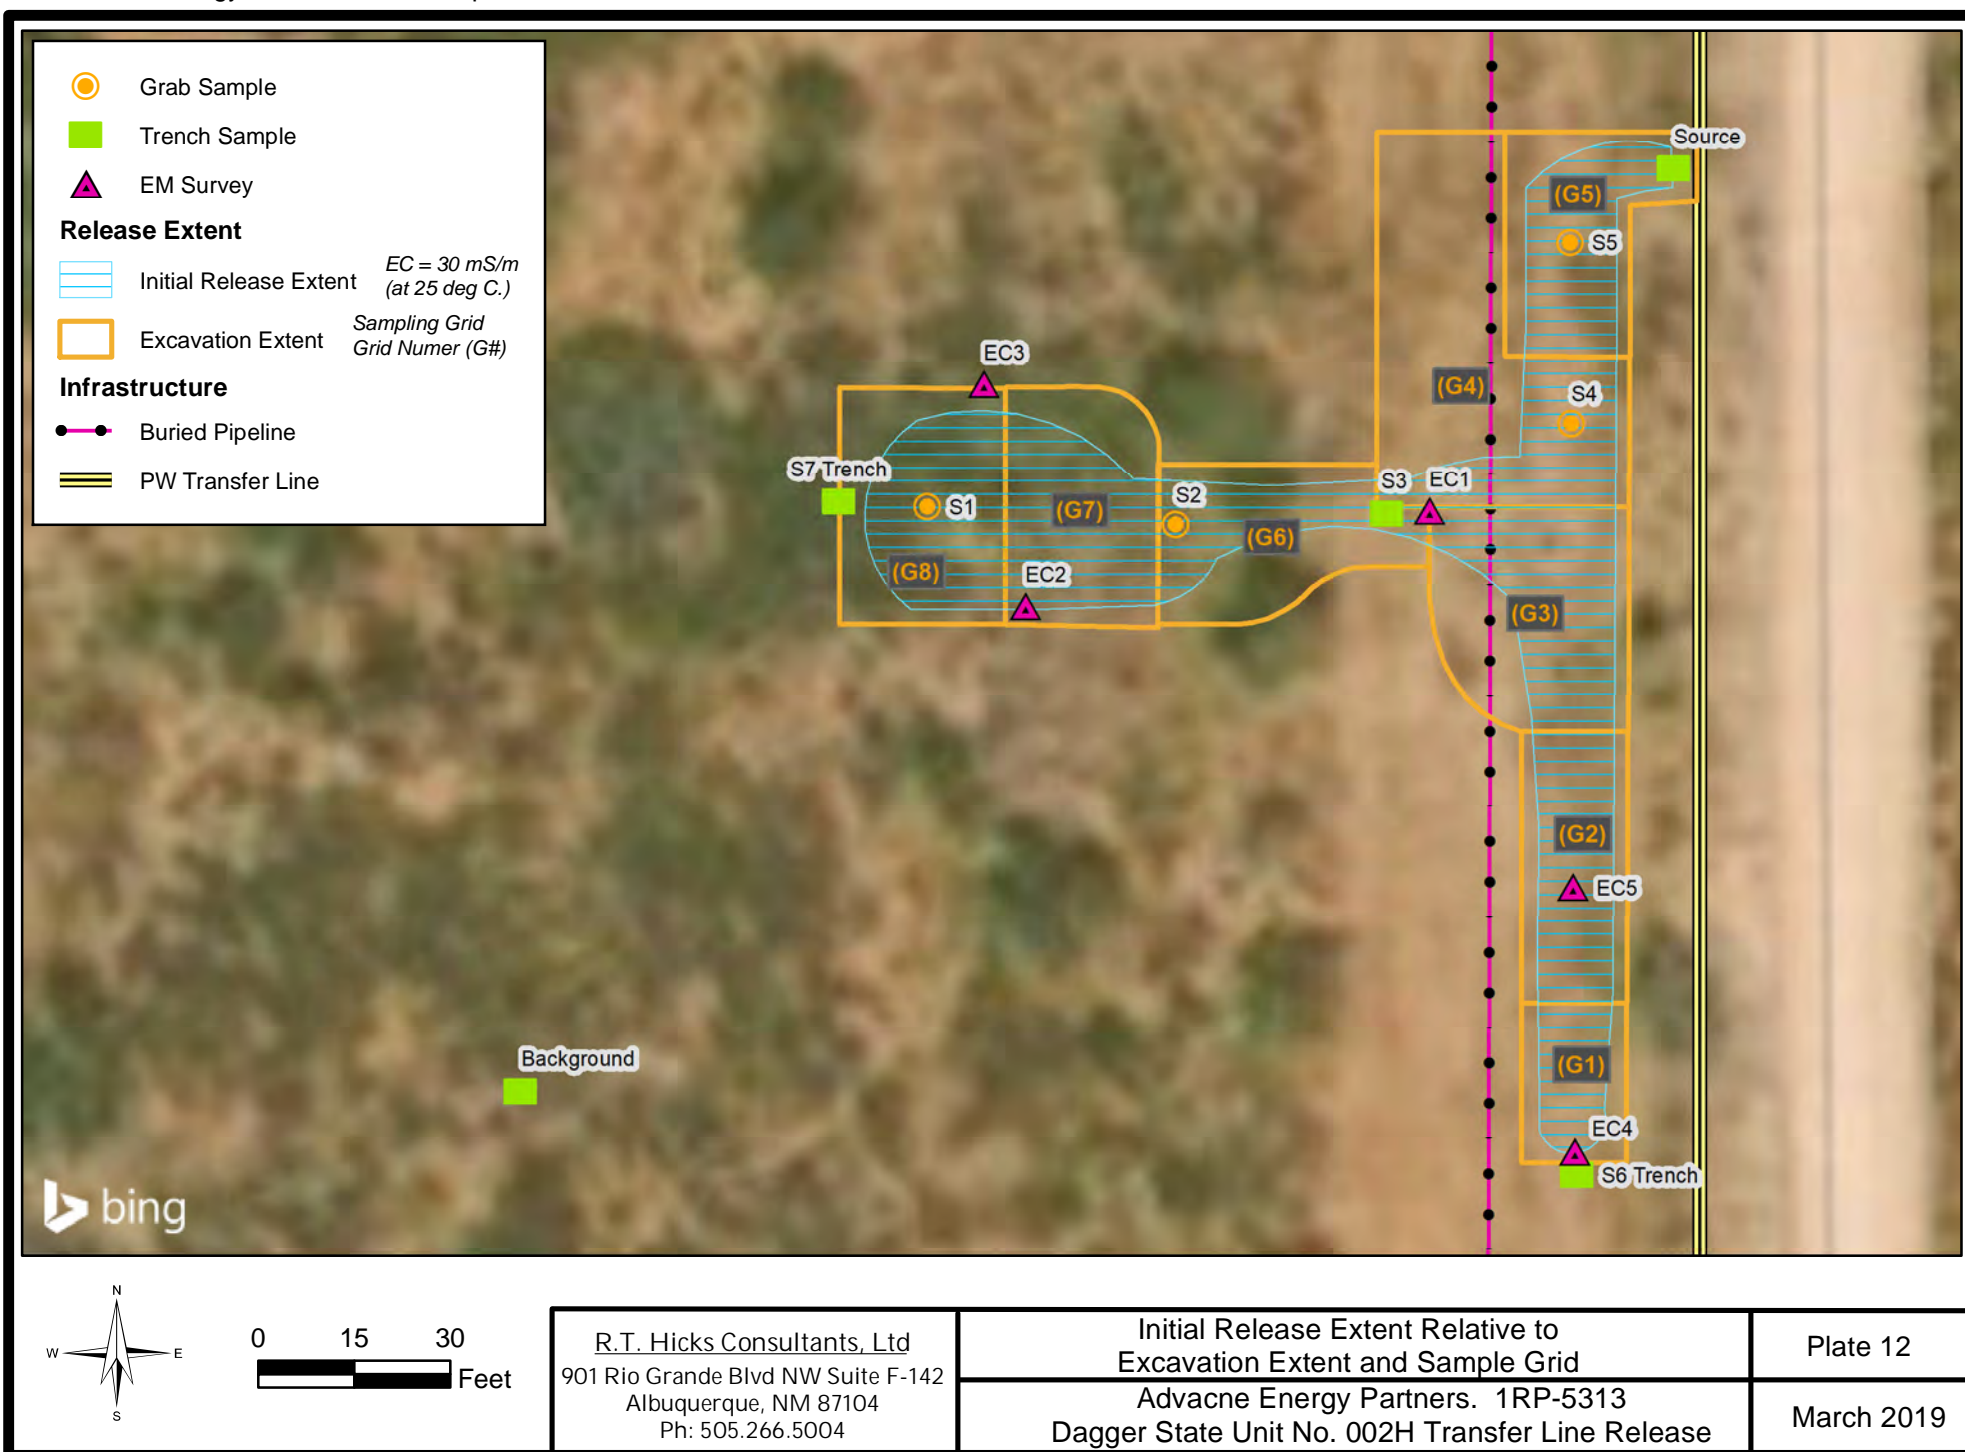 Grab Sample
Trench Sample
EM Survey
Release Extent
Initial Release Extent
EC = 30 mS/m
(at 25 deg C.)
Excavation Extent
Sampling Grid
Grid Numer (G#)
Infrastructure
Buried Pipeline
PW Transfer Line
Source
(G5)
S5
EC3
(G4)
S4
S7 Trench
S1
(G7)
S2
S3
EC1
(G6)
(G8)
EC2
(G3)
(G2)
EC5
Background
(G1)
EC4
S6 Trench
bing
N
W
E
S
0 15 30
Feet
R.T. Hicks Consultants, Ltd
901 Rio Grande Blvd NW Suite F-142
Albuquerque, NM 87104
Ph: 505.266.5004
Initial Release Extent Relative to
Excavation Extent and Sample Grid
Advacne Energy Partners. 1RP-5313
Dagger State Unit No. 002H Transfer Line Release
Plate 12
March 2019